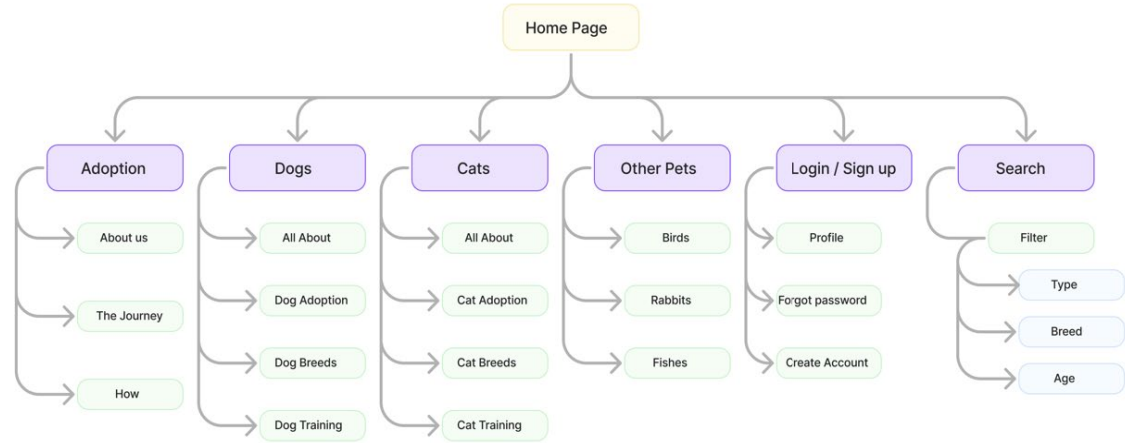 Home Page
Adoption
Dogs
Cats
Other Pets
Login / Sign up
Search
About us
The Journey
How
All About
Dog Adoption
Dog Breeds
Dog Training
All About
Cat Adoption
Cat Breeds
Cat Training
Birds
Rabbits
Fishes
Profile
Forgot password
Create Account
Filter
Type
Breed
Age